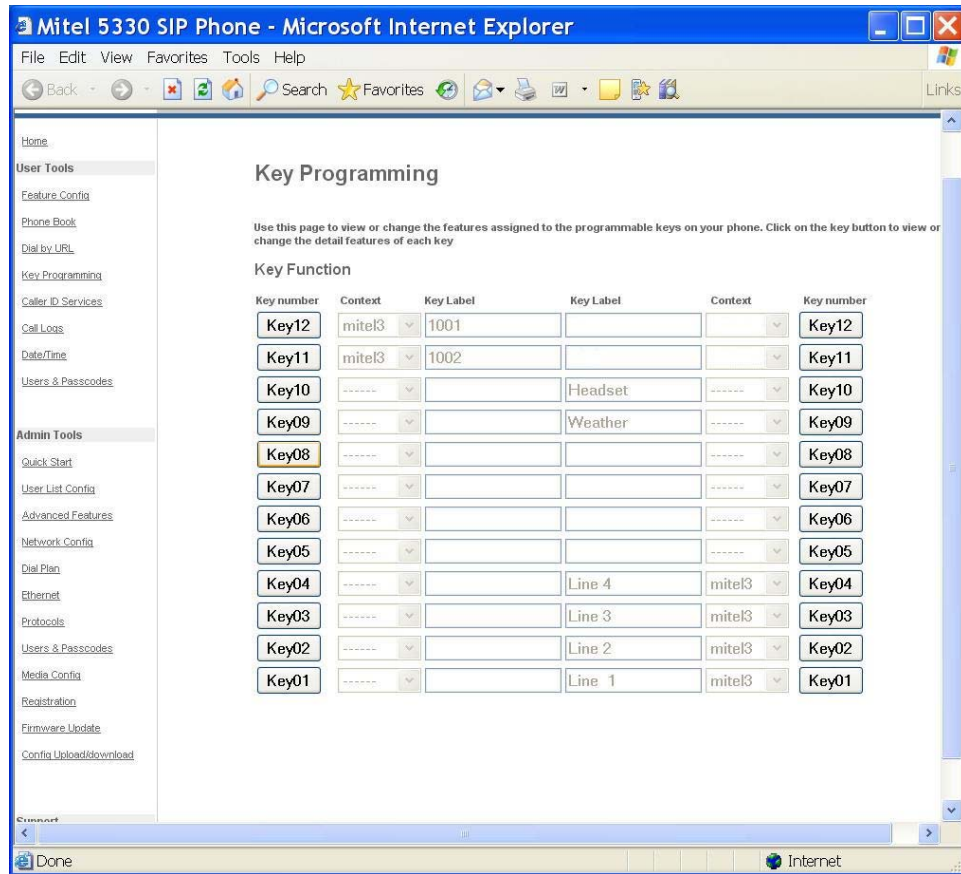 Mitel 5330 SIP Phone - Microsoft Internet Explorer
File Edit View Favorites Tools Help
Back Search Favorites Links
Home
User Tools
Feature Config
Phone Book
Dial by URL
Key Programming
Caller ID Services
Call Logs
Date/Time
Users & Passcodes
Admin Tools
Quick Start
User List Config
Advanced Features
Network Config
Dial Plan
Ethernet
Protocols
Users & Passcodes
Media Config
Registration
Firmware Update
Config Upload/download
Support
Key Programming
Use this page to view or change the features assigned to the programmable keys on your phone. Click on the key button to view or
change the detail features of each key
Key Function
Key number Context Key Label Key Label Context Key number
Key12 mitel3 1001 Key12
Key11 mitel3 1002 Key11
Key10 ------ Headset ------ Key10
Key09 ------ Weather ------ Key09
Key08 ------ ------ Key08
Key07 ------ ------ Key07
Key06 ------ ------ Key06
Key05 ------ ------ Key05
Key04 ------ Line 4 mitel3 Key04
Key03 ------ Line 3 mitel3 Key03
Key02 ------ Line 2 mitel3 Key02
Key01 ------ Line 1 mitel3 Key01
Done Internet